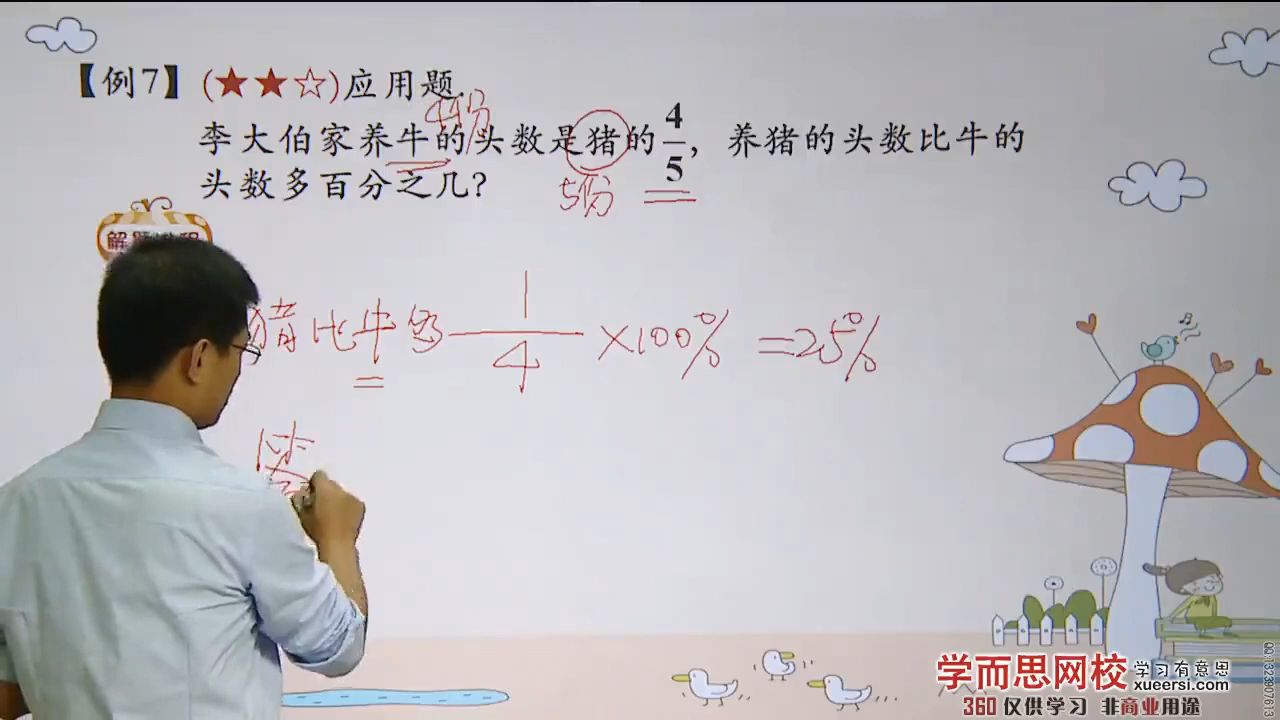 【例7】(★★☆)应用题.
4份
李大伯家养牛的头数是猪的4/5，养猪的头数比牛的
头数多百分之几?
5份
猪比牛多 1/4 ×100% =25%
学而思网校 学习有意思
xueersi.com
360 仅供学习 非商业用途